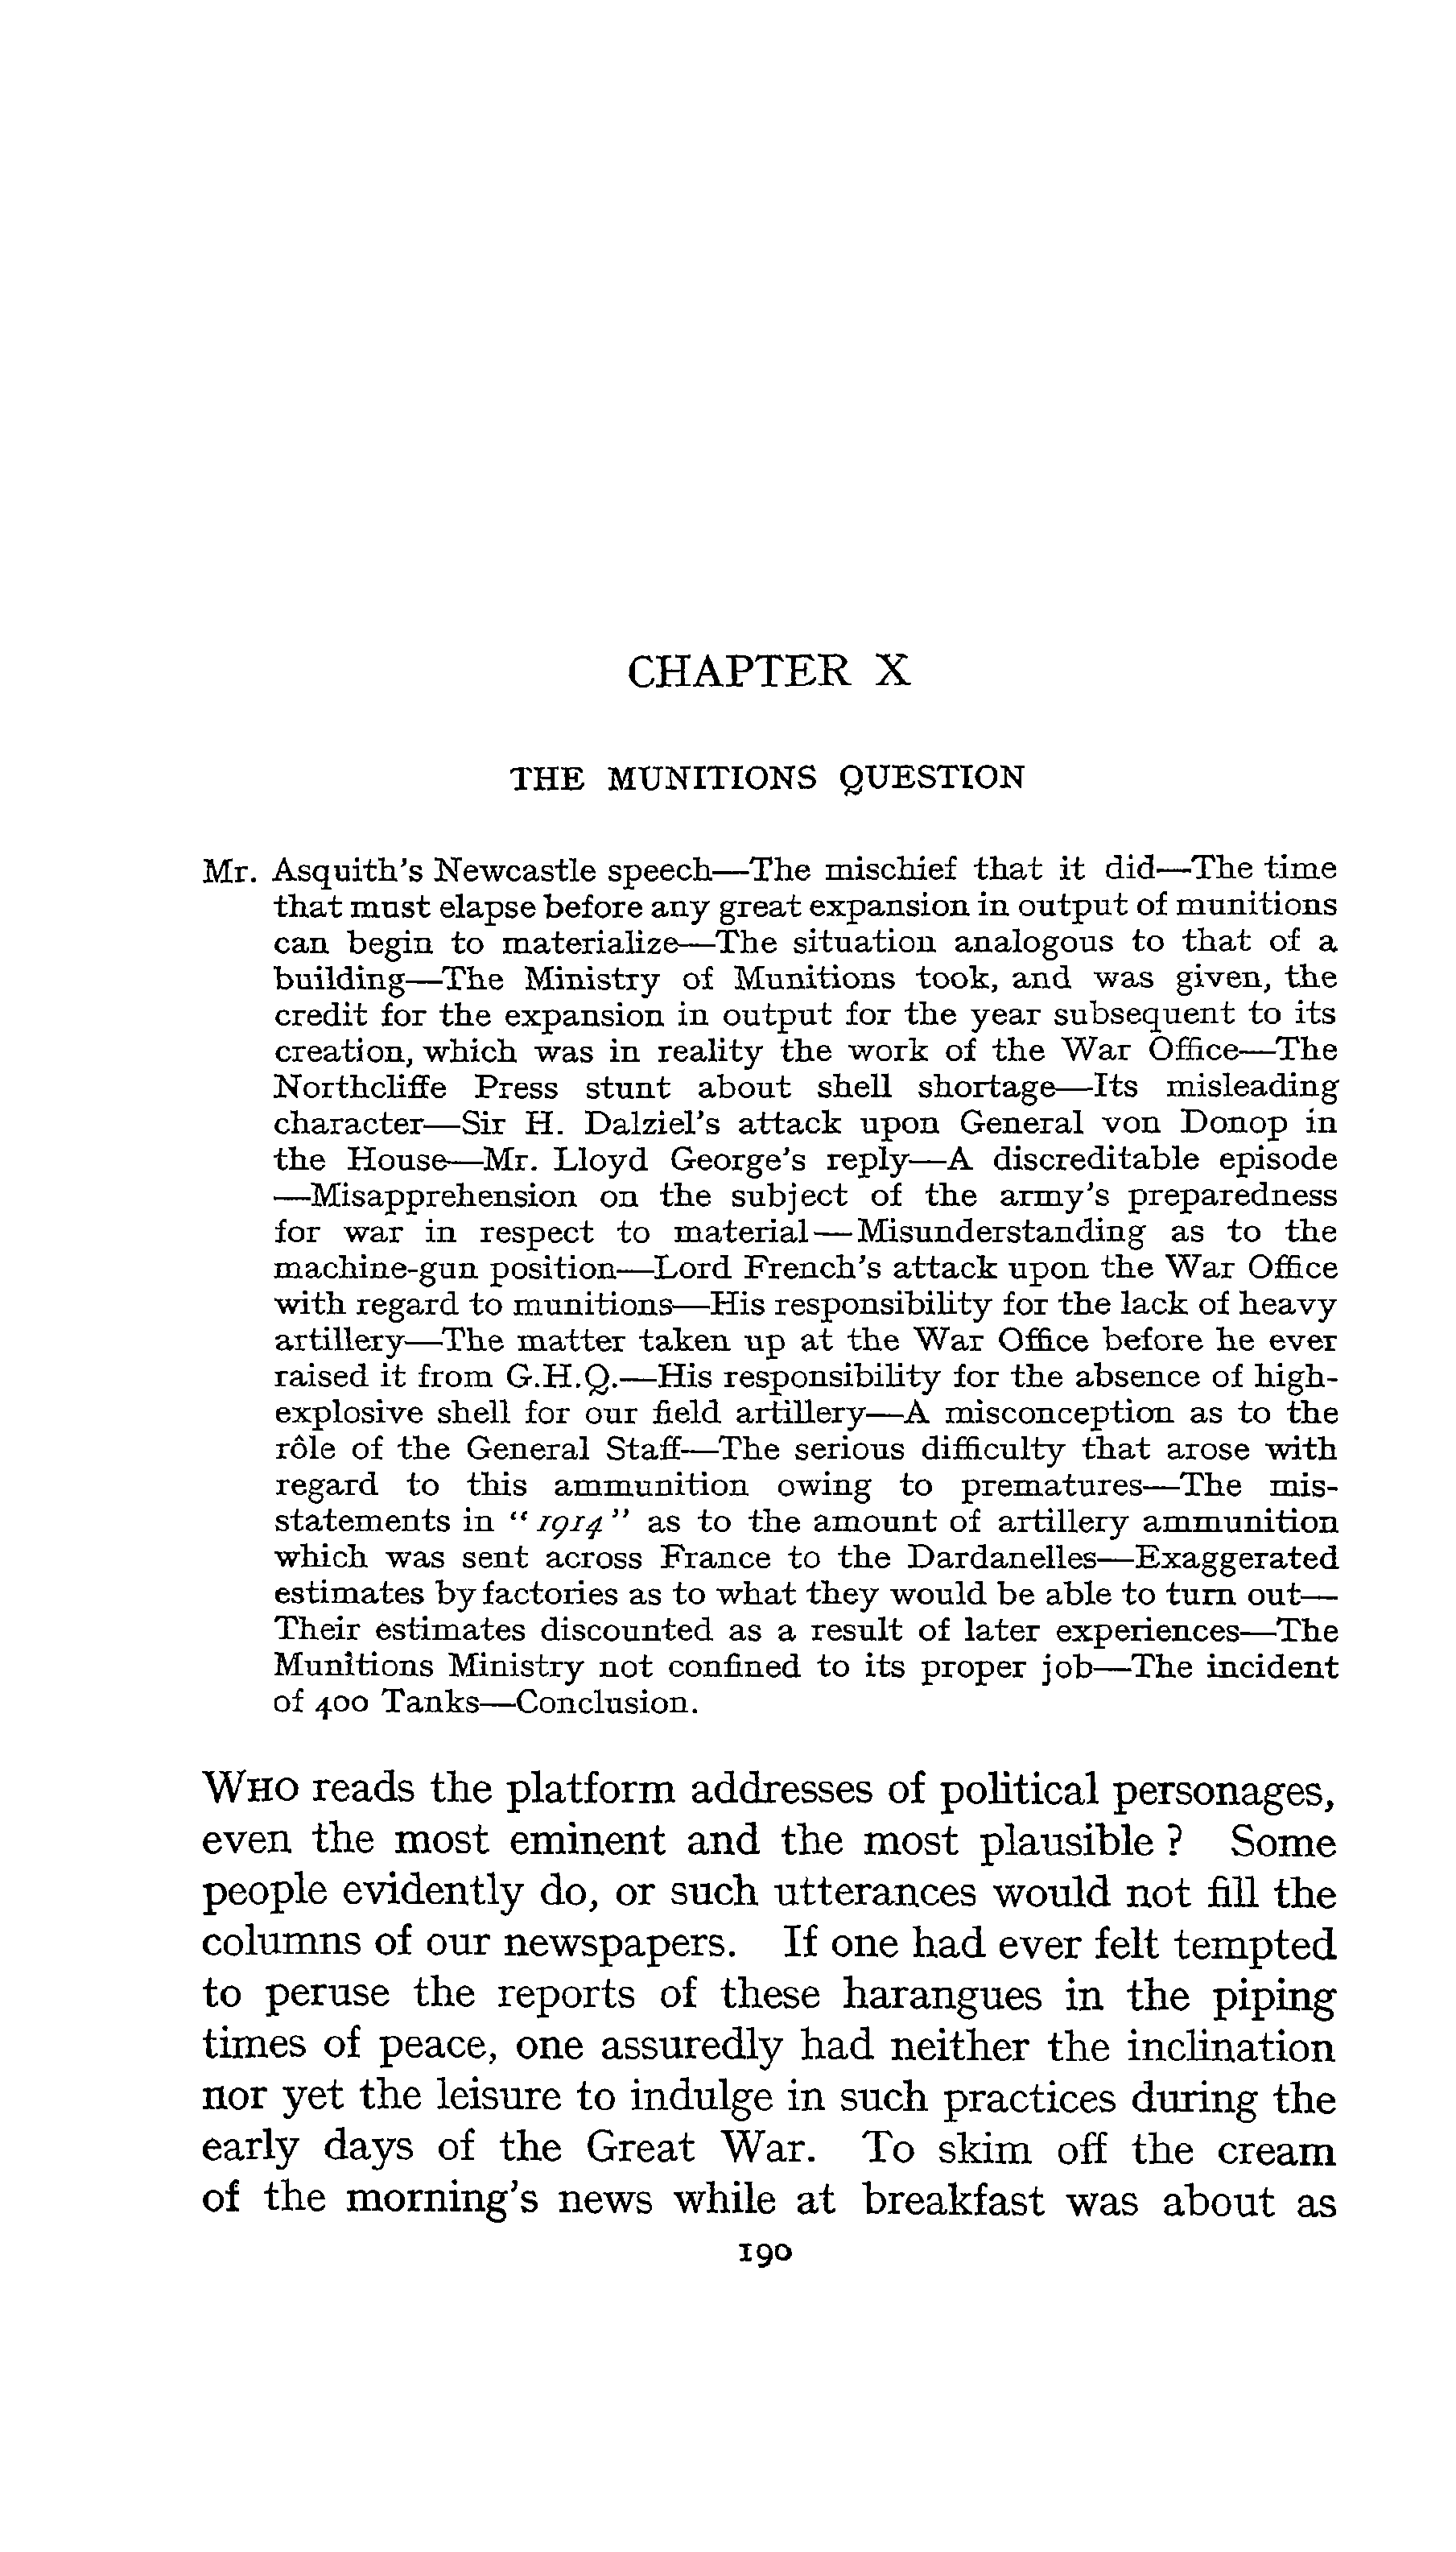 CHAPTER X
THE MUNITIONS QUESTION
Mr. Asquith's Newcastle speech—The mischief that it did—The time
that must elapse before any great expansion in output of munitions
can begin to materialize—The situation analogous to that of a
building—The Ministry of Munitions took, and was given, the
credit for the expansion in output for the year subsequent to its
creation, which was in reality the work of the War Office—The
Northcliffe Press stunt about shell shortage—Its misleading
character—Sir H. Dalziel's attack upon General von Donop in
the House—Mr. Lloyd George's reply—A discreditable episode
—Misapprehension on the subject of the army's preparedness
for war in respect to material—Misunderstanding as to the
machine-gun position—Lord French's attack upon the War Office
with regard to munitions—His responsibility for the lack of heavy
artillery—The matter taken up at the War Office before he ever
raised it from G.H.Q.—His responsibility for the absence of high-
explosive shell for our field artillery—A misconception as to the
rôle of the General Staff—The serious difficulty that arose with
regard to this ammunition owing to prematures—The mis-
statements in "1914" as to the amount of artillery ammunition
which was sent across France to the Dardanelles—Exaggerated
estimates by factories as to what they would be able to turn out—
Their estimates discounted as a result of later experiences—The
Munitions Ministry not confined to its proper job—The incident
of 400 Tanks—Conclusion.
WHO reads the platform addresses of political personages,
even the most eminent and the most plausible ? Some
people evidently do, or such utterances would not fill the
columns of our newspapers. If one had ever felt tempted
to peruse the reports of these harangues in the piping
times of peace, one assuredly had neither the inclination
nor yet the leisure to indulge in such practices during the
early days of the Great War. To skim off the cream
of the morning's news while at breakfast was about as
190